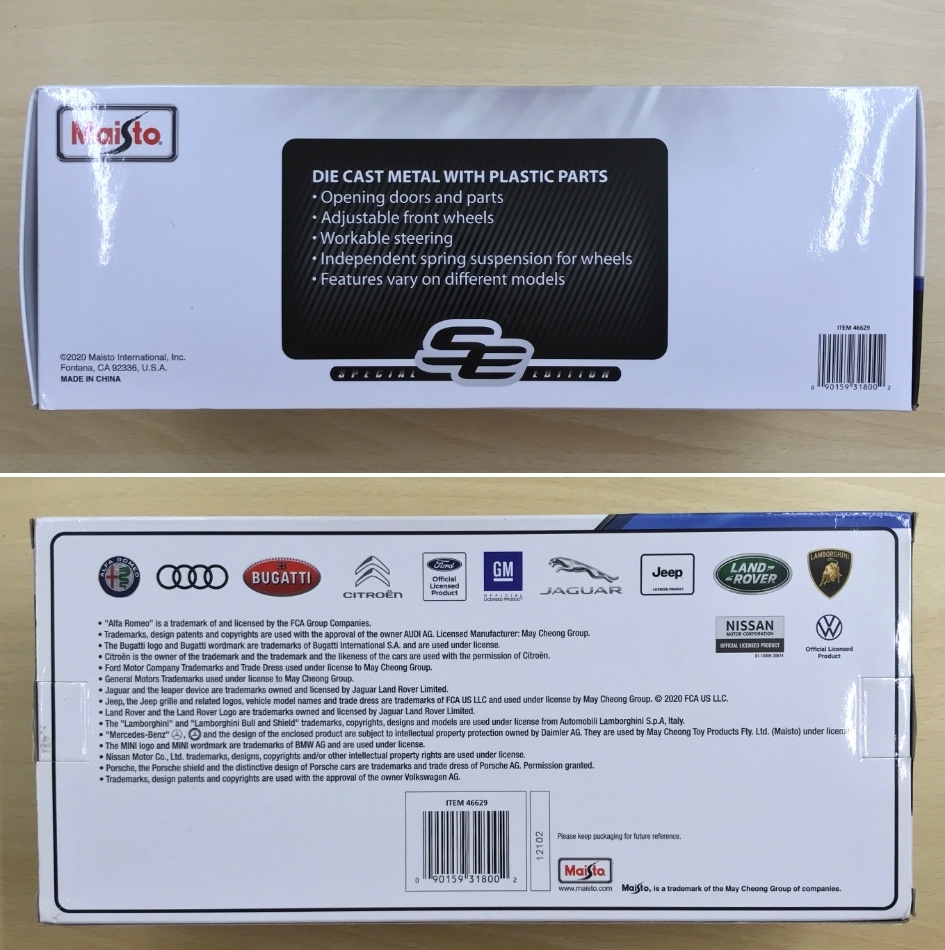 Maisto
DIE CAST METAL WITH PLASTIC PARTS
• Opening doors and parts
• Adjustable front wheels
• Workable steering
• Independent spring suspension for wheels
• Features vary on different models
SE
SPECIAL EDITION
©2020 Maisto International, Inc.
Fontana, CA 92336, U.S.A.
MADE IN CHINA
ITEM 46629
0 90159 31800 2
ALFA ROMEO
BUGATTI
CITROËN
Ford
Official
Licensed
Product
GM
OFFICIAL
LICENSED PRODUCT
JAGUAR
Jeep
LICENSED PRODUCT
LAND-
-ROVER
LAMBORGHINI
NISSAN
MOTOR CORPORATION
OFFICIAL LICENSED PRODUCT
Official Licensed
Product
• "Alfa Romeo" is a trademark of and licensed by the FCA Group Companies.
• Trademarks, design patents and copyrights are used with the approval of the owner AUDI AG. Licensed Manufacturer: May Cheong Group.
• The Bugatti logo and Bugatti wordmark are trademarks of Bugatti International S.A. and are used under license.
• Citroën is the owner of the trademark and the trademark and the likeness of the cars are used with the permission of Citroën.
• Ford Motor Company Trademarks and Trade Dress used under license to May Cheong Group.
• General Motors Trademarks used under license to May Cheong Group.
• Jaguar and the leaper device are trademarks owned and licensed by Jaguar Land Rover Limited.
• Jeep, the Jeep grille and related logos, vehicle model names and trade dress are trademarks of FCA US LLC and used under license by May Cheong Group. © 2020 FCA US LLC.
• Land Rover and the Land Rover Logo are trademarks owned and licensed by Jaguar Land Rover Limited.
• The "Lamborghini" and "Lamborghini Bull and Shield" trademarks, copyrights, designs and models are used under license from Automobili Lamborghini S.p.A, Italy.
• "Mercedes-Benz", and the design of the enclosed product are subject to intellectual property protection owned by Daimler AG. They are used by May Cheong Toy Products Fty. Ltd. (Maisto) under license
• The MINI logo and MINI wordmark are trademarks of BMW AG and are used under license.
• Nissan Motor Co., Ltd. trademarks, designs, copyrights and/or other intellectual property rights are used under license.
• Porsche, the Porsche shield and the distinctive design of Porsche cars are trademarks and trade dress of Porsche AG. Permission granted.
• Trademarks, design patents and copyrights are used with the approval of the owner Volkswagen AG.
ITEM 46629
0 90159 31800 2
12102
Please keep packaging for future reference.
Maisto
www.maisto.com
Maisto, is a trademark of the May Cheong Group of companies.